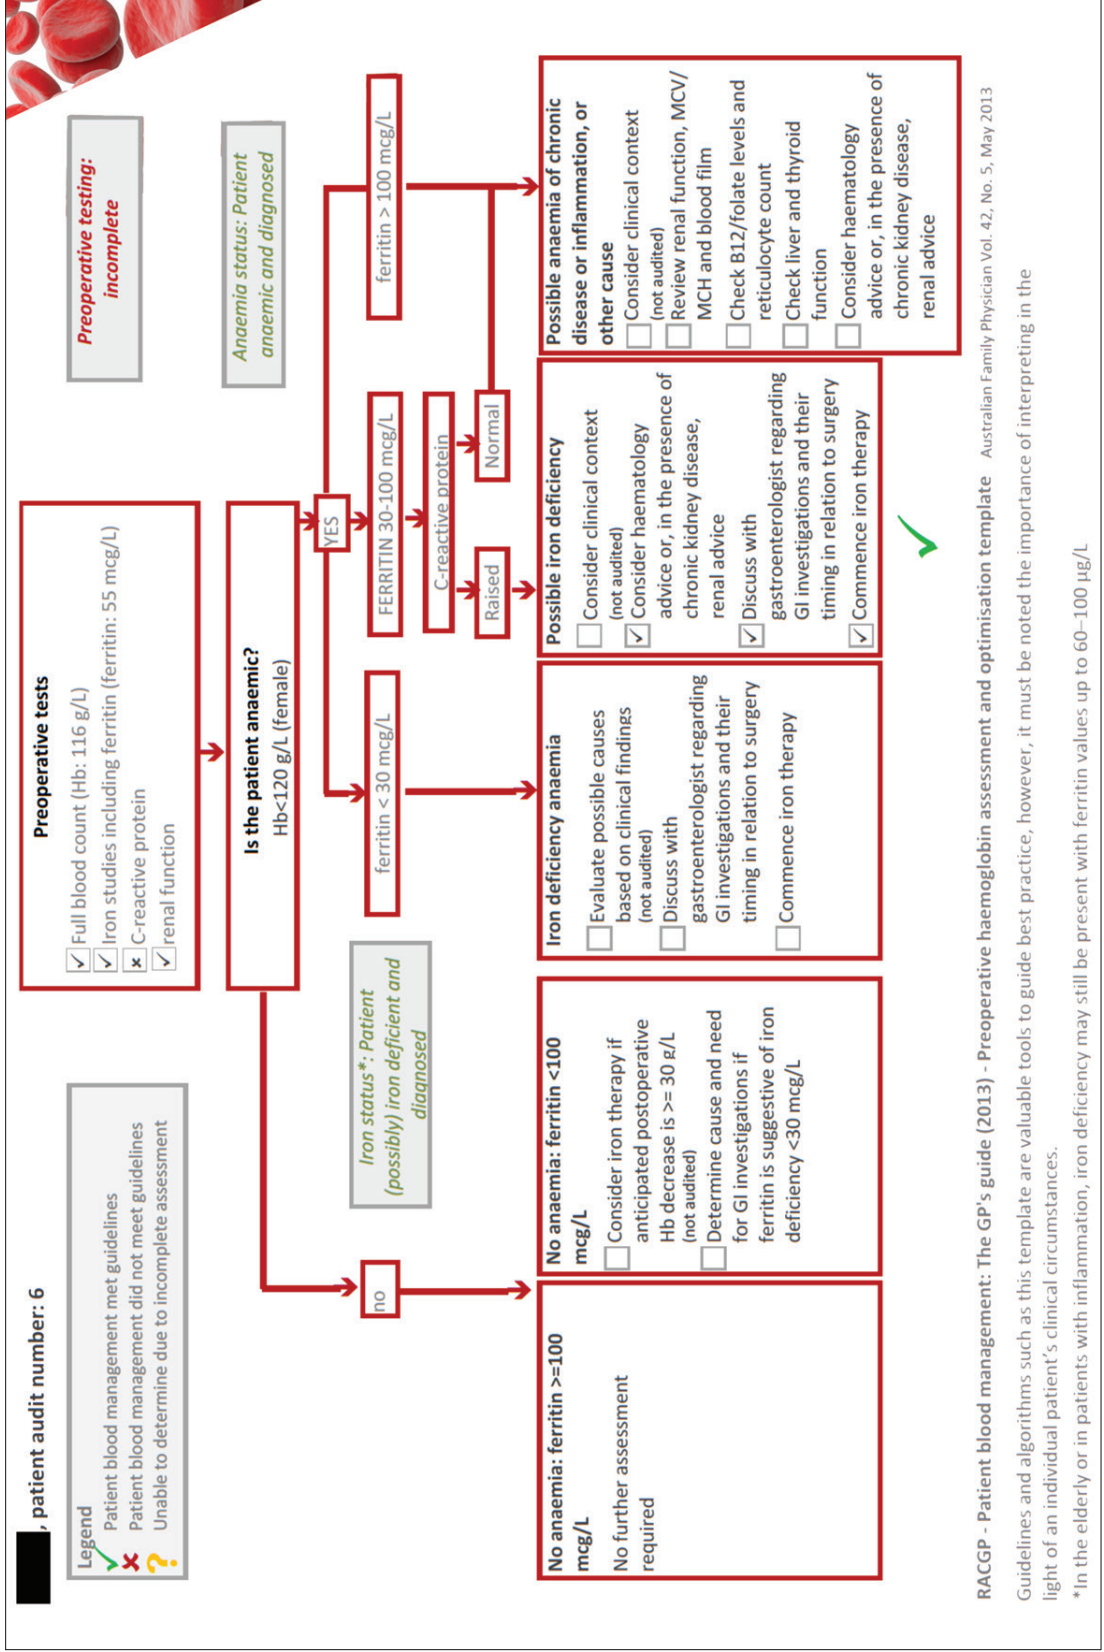 , patient audit number: 6
Legend
Patient blood management met guidelines
Patient blood management did not meet guidelines
Unable to determine due to incomplete assessment
Preoperative tests
Full blood count (Hb: 116 g/L)
Iron studies including ferritin (ferritin: 55 mcg/L)
C-reactive protein
renal function
Preoperative testing:
incomplete
Is the patient anaemic?
Hb<120 g/L (female)
Anaemia status: Patient
anaemic and diagnosed
Iron status*: Patient
(possibly) iron deficient and
diagnosed
no
YES
ferritin < 30 mcg/L
FERRITIN 30-100 mcg/L
ferritin > 100 mcg/L
C-reactive protein
Raised
Normal
No anaemia: ferritin >=100
mcg/L
No further assessment
required
No anaemia: ferritin <100
mcg/L
Consider iron therapy if
anticipated postoperative
Hb decrease is >= 30 g/L
(not audited)
Determine cause and need
for GI investigations if
ferritin is suggestive of iron
deficiency <30 mcg/L
Iron deficiency anaemia
Evaluate possible causes
based on clinical findings
(not audited)
Discuss with
gastroenterologist regarding
GI investigations and their
timing in relation to surgery
Commence iron therapy
Possible iron deficiency
Consider clinical context
(not audited)
Consider haematology
advice or, in the presence of
chronic kidney disease,
renal advice
Discuss with
gastroenterologist regarding
GI investigations and their
timing in relation to surgery
Commence iron therapy
Possible anaemia of chronic
disease or inflammation, or
other cause
Consider clinical context
(not audited)
Review renal function, MCV/
MCH and blood film
Check B12/folate levels and
reticulocyte count
Check liver and thyroid
function
Consider haematology
advice or, in the presence of
chronic kidney disease,
renal advice
RACGP - Patient blood management: The GP's guide (2013) - Preoperative haemoglobin assessment and optimisation template Australian Family Physician Vol. 42, No. 5, May 2013
Guidelines and algorithms such as this template are valuable tools to guide best practice, however, it must be noted the importance of interpreting in the
light of an individual patient's clinical circumstances.
*In the elderly or in patients with inflammation, iron deficiency may still be present with ferritin values up to 60–100 µg/L